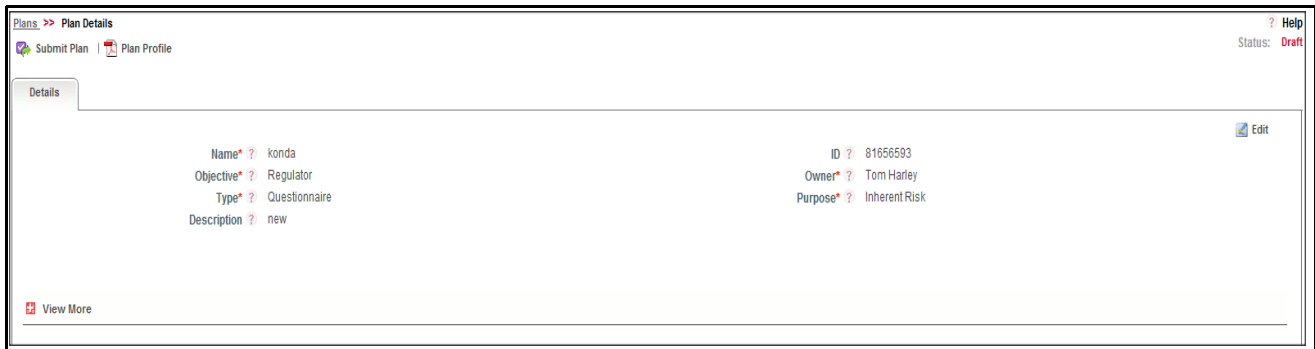 Plans >> Plan Details ? Help
Submit Plan | Plan Profile Status: Draft
Details
Edit
Name* ? konda ID ? 81656593
Objective* ? Regulator Owner* ? Tom Harley
Type* ? Questionnaire Purpose* ? Inherent Risk
Description ? new
View More